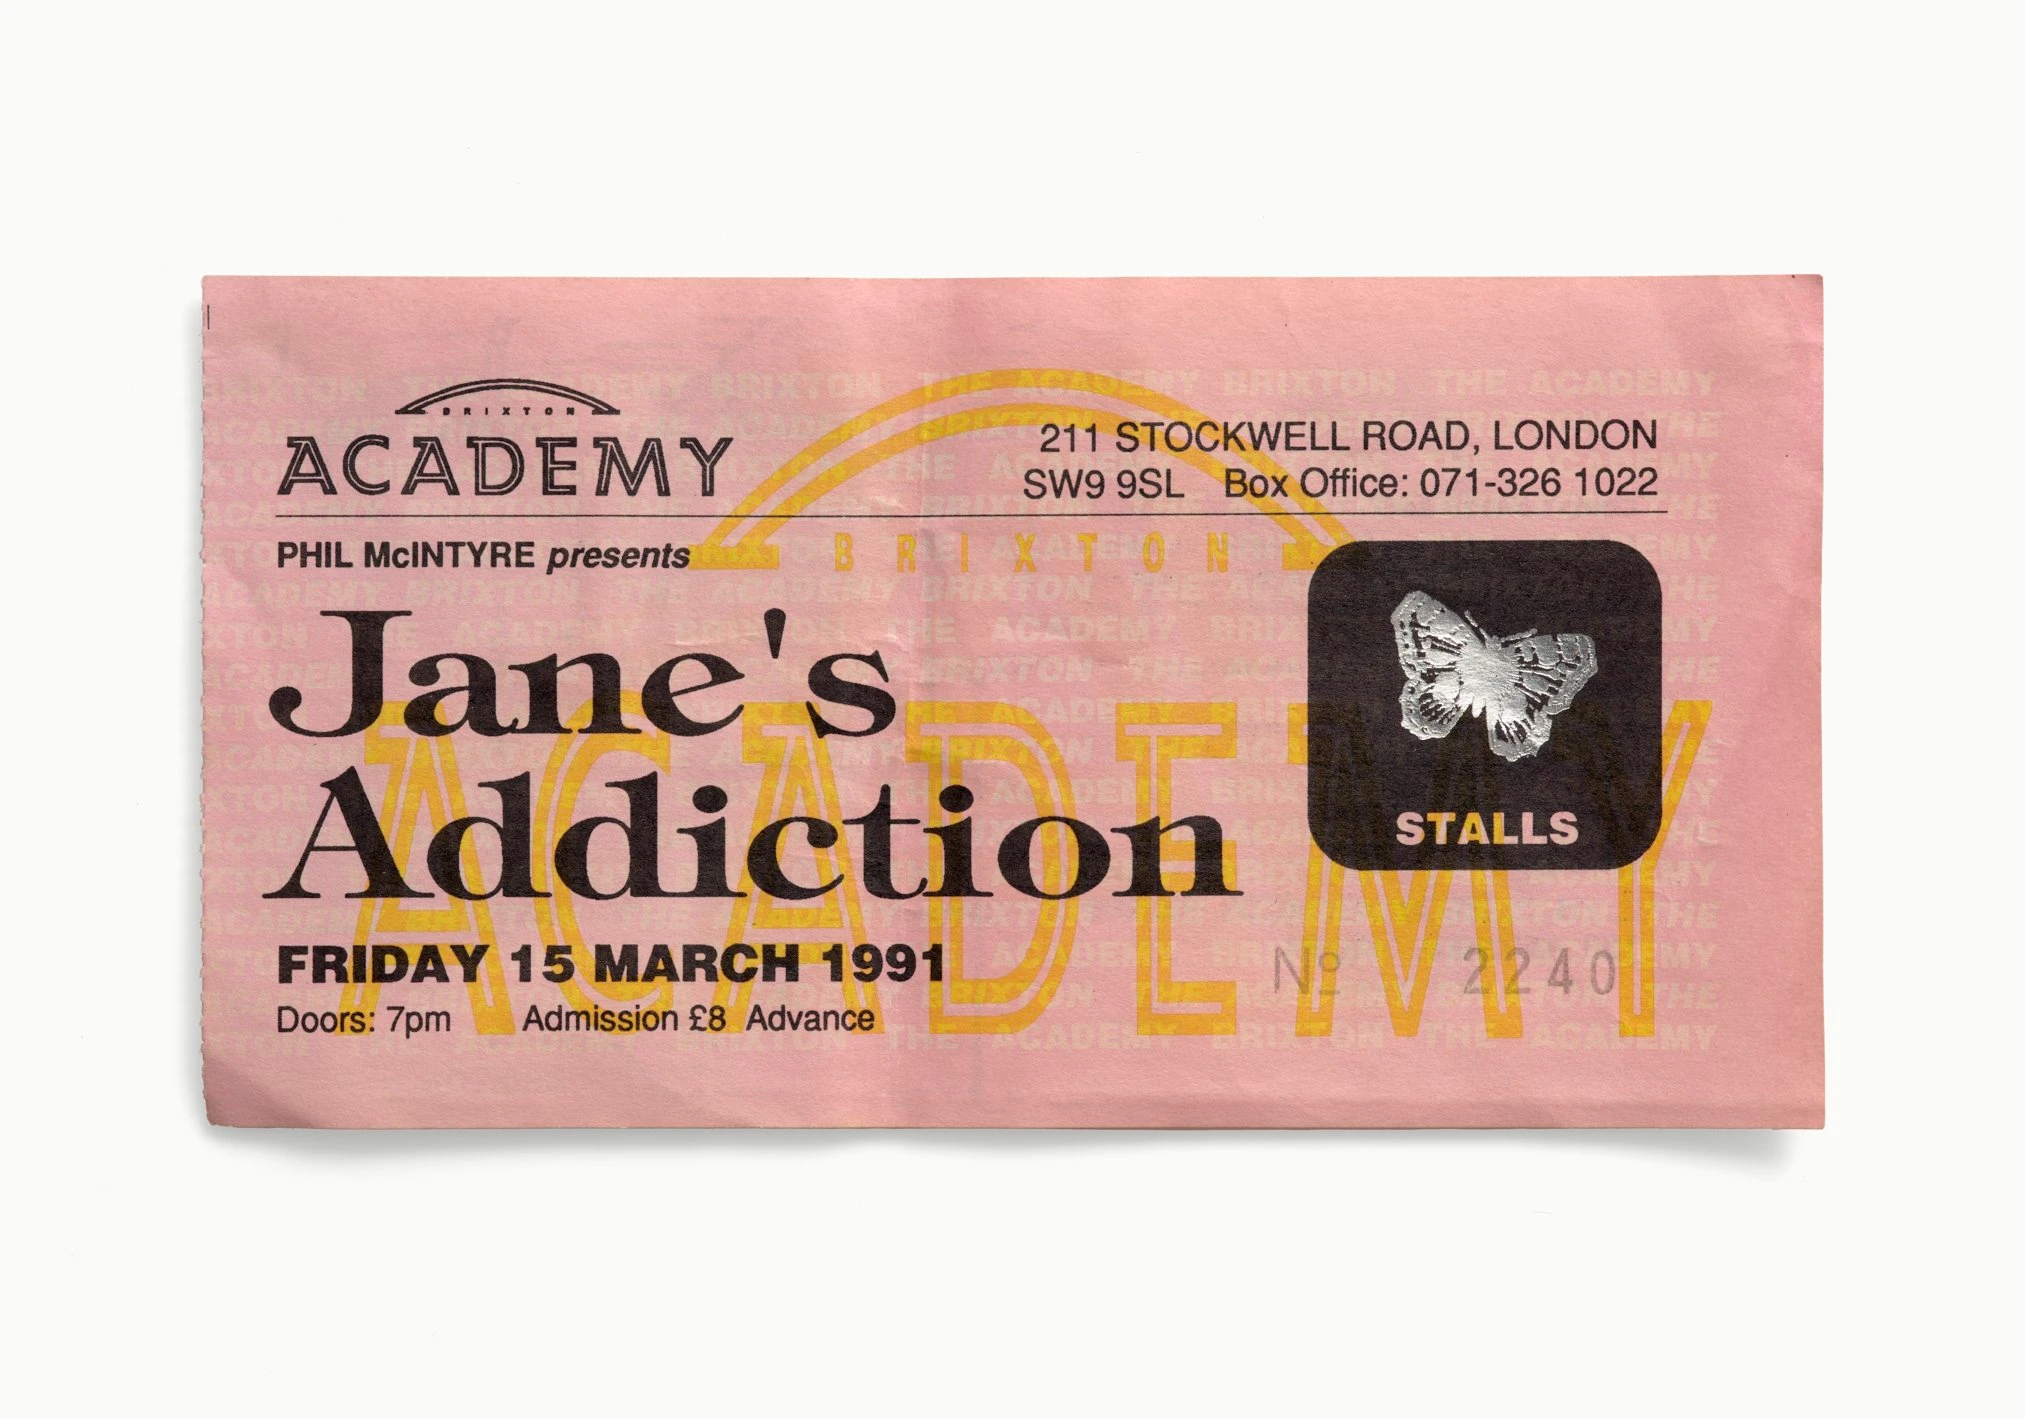 BRIXTON
ACADEMY
211 STOCKWELL ROAD, LONDON
SW9 9SL Box Office: 071-326 1022
PHIL McINTYRE presents
BRIXTON
ACADEMY
Jane's
Addiction
STALLS
FRIDAY 15 MARCH 1991
Nº 2240
Doors: 7pm Admission £8 Advance